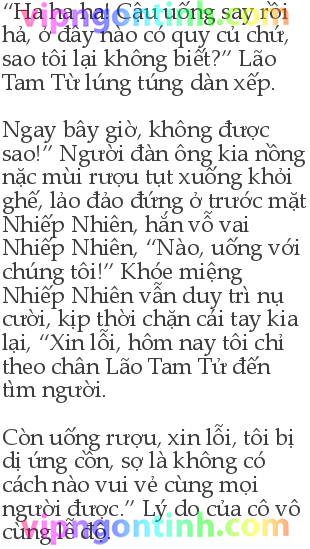 “Ha ha ha! Cậu uống say rồi
hả, ở đây nào có quy củ chứ,
sao tôi lại không biết?” Lão
Tam Từ lúng túng dàn xếp.
Ngay bây giờ, không được
sao!” Người đàn ông kia nồng
nặc mùi rượu tụt xuống khỏi
ghế, lảo đảo đứng ở trước mặt
Nhiếp Nhiên, hắn vỗ vai
Nhiếp Nhiên, “Nào, uống với
chúng tôi!” Khóe miệng
Nhiếp Nhiên vẫn duy trì nụ
cười, kịp thời chặn cái tay kia
lại, “Xin lỗi, hôm nay tôi chỉ
theo chân Lão Tam Tử đến
tìm người.
Còn uống rượu, xin lỗi, tôi bị
dị ứng cồn, sợ là không có
cách nào vui vẻ cùng mọi
người được.” Lý do của cô vô
cùng lễ độ.
vipngontinh.com
vipngontinh.com